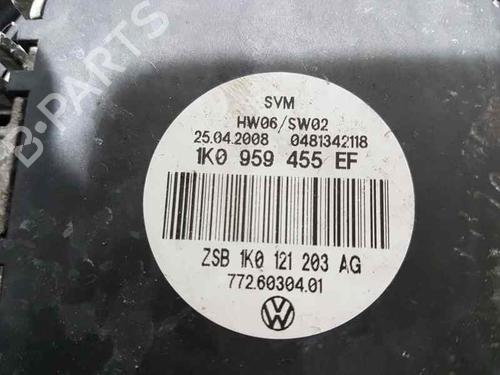 B-PARTS
SVM
HW06/SW02
25.04.2008 0481342118
1K0 959 455 EF
ZSB 1K0 121 203 AG
772.60304.01